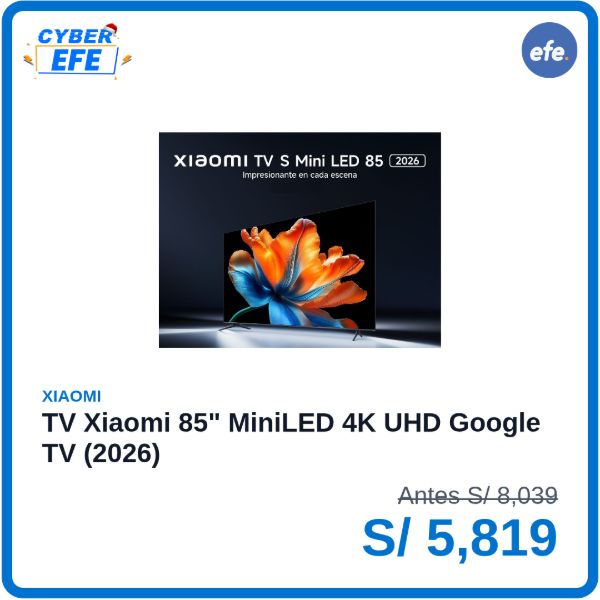 CYBER
EFE
efe.
xiaomi TV S Mini LED 85 2026
Impresionante en cada escena
XIAOMI
TV Xiaomi 85" MiniLED 4K UHD Google
TV (2026)
Antes S/ 8,039
S/ 5,819